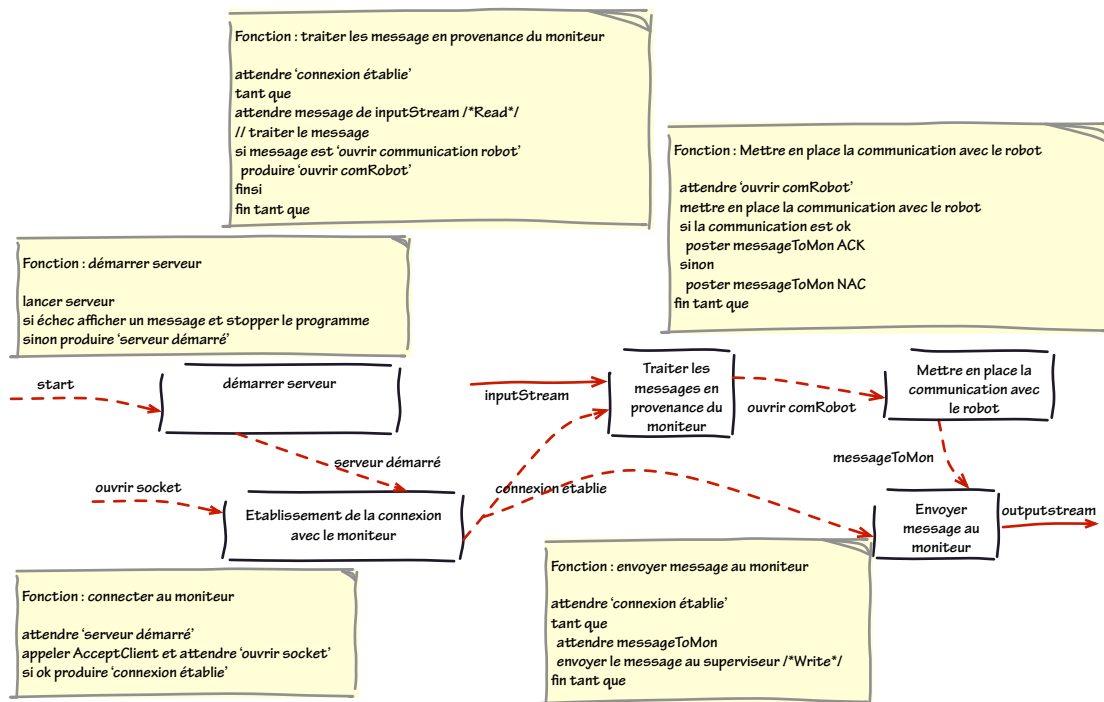 Fonction : traiter les message en provenance du moniteur
attendre ‘connexion établie’
tant que
attendre message de inputStream /*Read*/
// traiter le message
si message est ‘ouvrir communication robot’
produire ‘ouvrir comRobot’
finsi
fin tant que
Fonction : Mettre en place la communication avec le robot
attendre ‘ouvrir comRobot’
mettre en place la communication avec le robot
si la communication est ok
poster messageToMon ACK
sinon
poster messageToMon NAC
fin tant que
Fonction : démarrer serveur
lancer serveur
si échec afficher un message et stopper le programme
sinon produire ‘serveur démarré’
start
démarrer serveur
inputStream
Traiter les
messages en
provenance du
moniteur
ouvrir comRobot
Mettre en place la
communication avec
le robot
serveur démarré
messageToMon
ouvrir socket
connexion établie
Etablissement de la connexion
avec le moniteur
Envoyer
message au
moniteur
outputstream
Fonction : connecter au moniteur
attendre ‘serveur démarré’
appeler AcceptClient et attendre ‘ouvrir socket’
si ok produire ‘connexion établie’
Fonction : envoyer message au moniteur
attendre ‘connexion établie’
tant que
attendre messageToMon
envoyer le message au superviseur /*Write*/
fin tant que